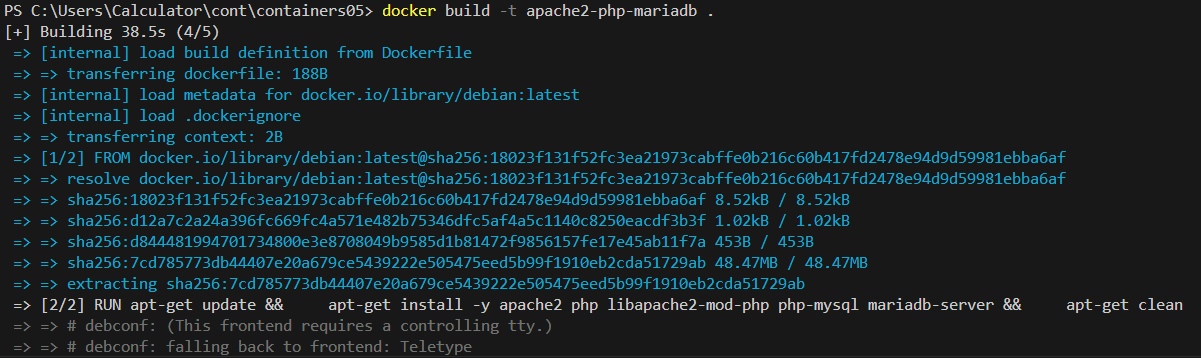 PS C:\Users\Calculator\cont\containers05> docker build -t apache2-php-mariadb .
[+] Building 38.5s (4/5)
=> [internal] load build definition from Dockerfile
=> => transferring dockerfile: 188B
=> [internal] load metadata for docker.io/library/debian:latest
=> [internal] load .dockerignore
=> => transferring context: 2B
=> [1/2] FROM docker.io/library/debian:latest@sha256:18023f131f52fc3ea21973cabffe0b216c60b417fd2478e94d9d59981ebba6af
=> => resolve docker.io/library/debian:latest@sha256:18023f131f52fc3ea21973cabffe0b216c60b417fd2478e94d9d59981ebba6af
=> => sha256:18023f131f52fc3ea21973cabffe0b216c60b417fd2478e94d9d59981ebba6af 8.52kB / 8.52kB
=> => sha256:d12a7c2a24a396fc669fc4a571e482b75346dfc5af4a5c1140c8250eacdf3b3f 1.02kB / 1.02kB
=> => sha256:d844481994701734800e3e8708049b9585d1b81472f9856157fe17e45ab11f7a 453B / 453B
=> => sha256:7cd785773db44407e20a679ce5439222e505475eed5b99f1910eb2cda51729ab 48.47MB / 48.47MB
=> => extracting sha256:7cd785773db44407e20a679ce5439222e505475eed5b99f1910eb2cda51729ab
=> [2/2] RUN apt-get update &&     apt-get install -y apache2 php libapache2-mod-php php-mysql mariadb-server &&     apt-get clean
=> => # debconf: (This frontend requires a controlling tty.)
=> => # debconf: falling back to frontend: Teletype